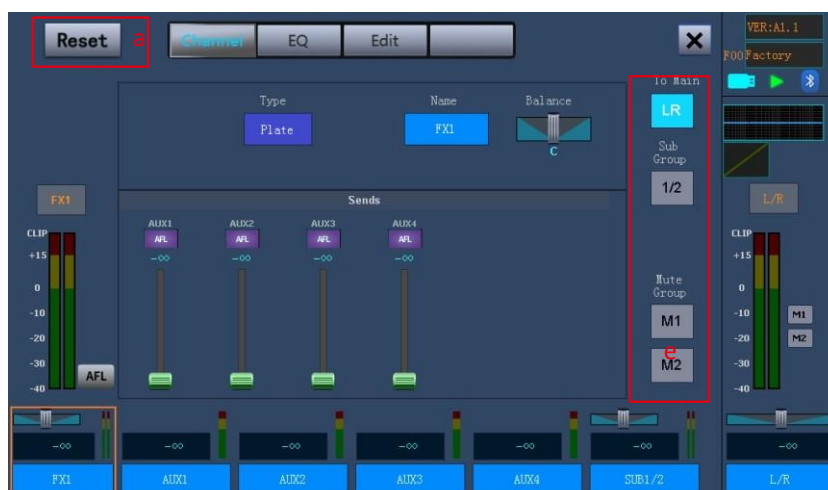 Reset
a
Channel
EQ
Edit
VER:A1.1
F00 Factory
Type
Name
Balance
To Main
Plate
FX1
C
LR
Sub
Group
1/2
Sends
FX1
L/R
AUX1
AUX2
AUX3
AUX4
AFL
AFL
AFL
AFL
-∞
-∞
-∞
-∞
CLIP
+15
0
-10
-20
-30
-40
AFL
Mute
Group
M1
e
M2
CLIP
+15
0
-10
-20
-30
-40
M1
M2
-∞
-∞
-∞
-∞
-∞
-∞
-∞
FX1
AUX1
AUX2
AUX3
AUX4
SUB1/2
L/R